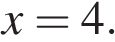 x = 4.